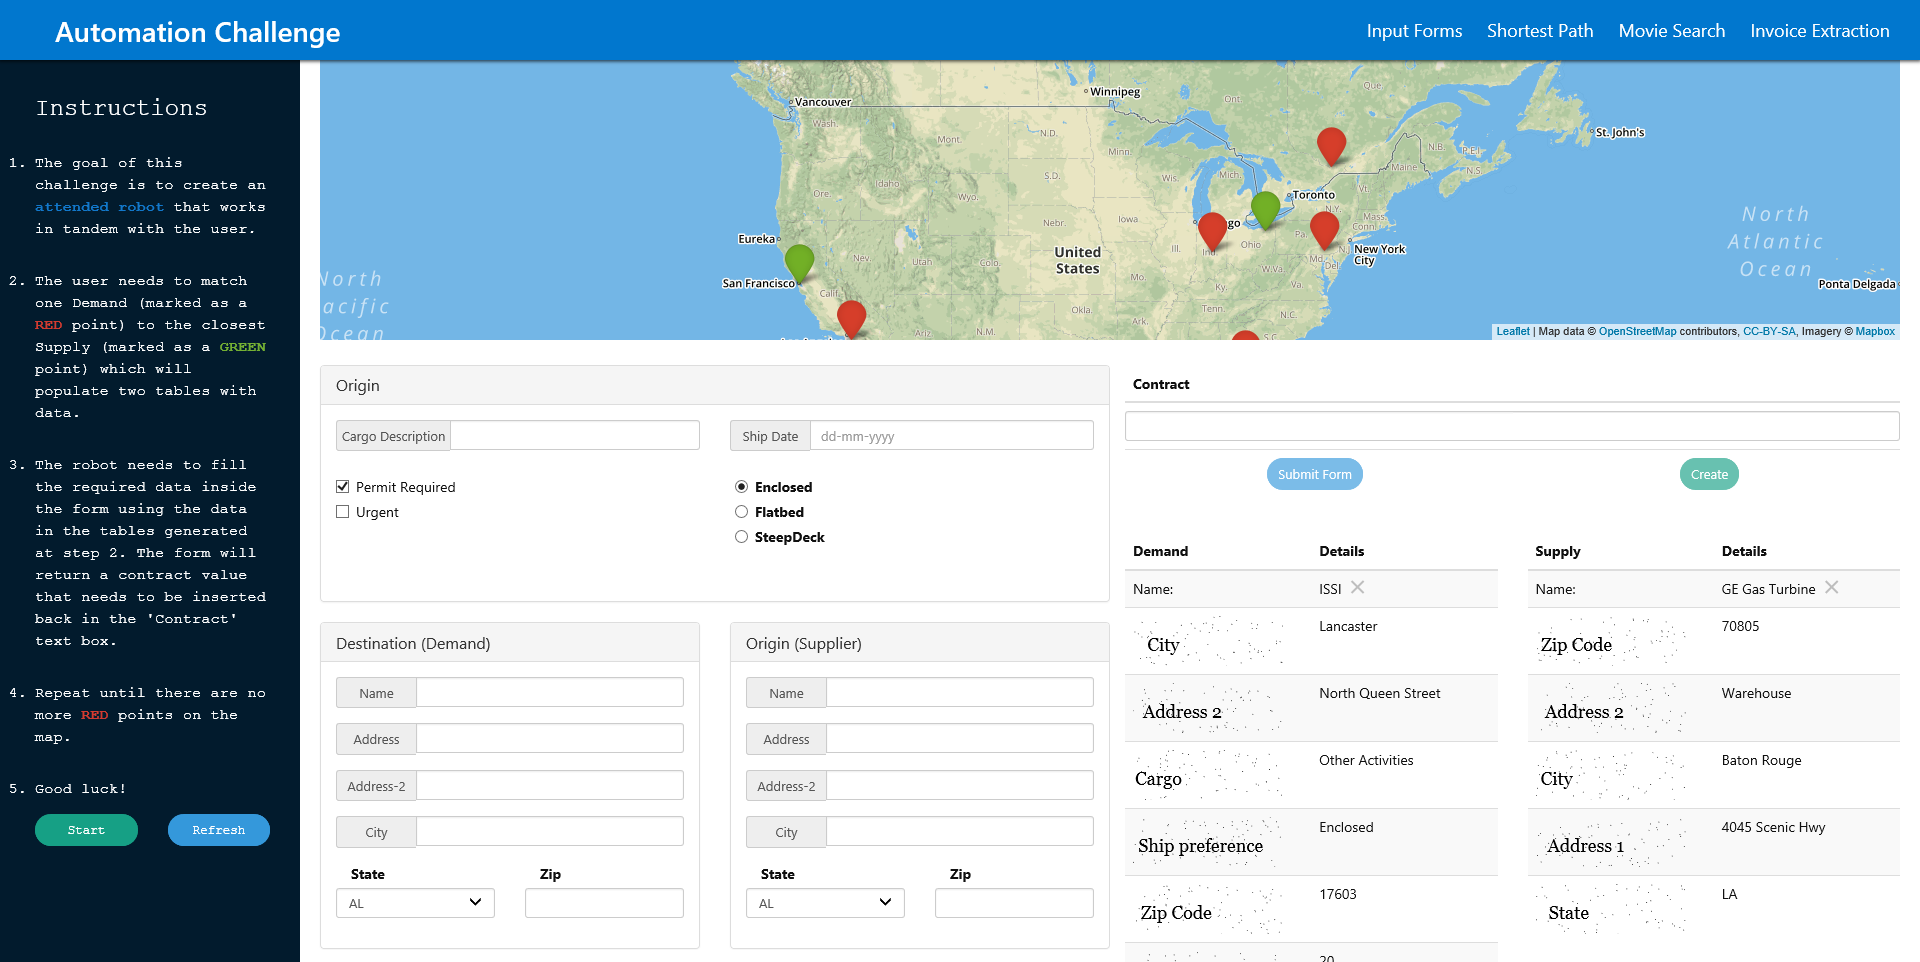 Automation Challenge
Input Forms
Shortest Path
Movie Search
Invoice Extraction
Instructions
1. The goal of this
challenge is to create an
attended robot that works
in tandem with the user.
2. The user needs to match
one Demand (marked as a
RED point) to the closest
Supply (marked as a GREEN
point) which will
populate two tables with
data.
3. The robot needs to fill
the required data inside
the form using the data
in the tables generated
at step 2. The form will
return a contract value
that needs to be inserted
back in the 'Contract'
text box.
4. Repeat until there are no
more RED points on the
map.
5. Good luck!
Start
Refresh
Vancouver
Winnipeg
Ont.
Que.
St. John's
Wash.
Mont.
N.D.
Minn.
N.B.
P.E.I.
Maine
N.S.
Ore.
Idaho
Wyo.
S.D.
Wis.
Mich.
Toronto
Vt.
N.Y.
Mass
Conn.
Eureka
Nev.
Utah
Colo.
Nebr.
Iowa
Ill.
Ind.
go
Ohio
Pa.
N.J.
New York
City
Md.
Del.
United
States
Mo.
Ky.
W.Va.
Va.
San Francisco
Calif.
Ariz.
N.M.
Okla.
Ark.
Tenn.
N.C.
S.C.
North
acific
Ocean
North
Atlantic
Ocean
Ponta Delgada
Leaflet | Map data © OpenStreetMap contributors, CC-BY-SA, Imagery © Mapbox
Origin
Cargo Description
Ship Date
dd-mm-yyyy
Permit Required
Urgent
Enclosed
Flatbed
SteepDeck
Destination (Demand)
Name
Address
Address-2
City
State
Zip
AL
Origin (Supplier)
Name
Address
Address-2
City
State
Zip
AL
Contract
Submit Form
Create
Demand Details
Name: ISSI
City Lancaster
Address 2 North Queen Street
Cargo Other Activities
Ship preference Enclosed
Zip Code 17603
20
Supply Details
Name: GE Gas Turbine
Zip Code 70805
Address 2 Warehouse
City Baton Rouge
Address 1 4045 Scenic Hwy
State LA